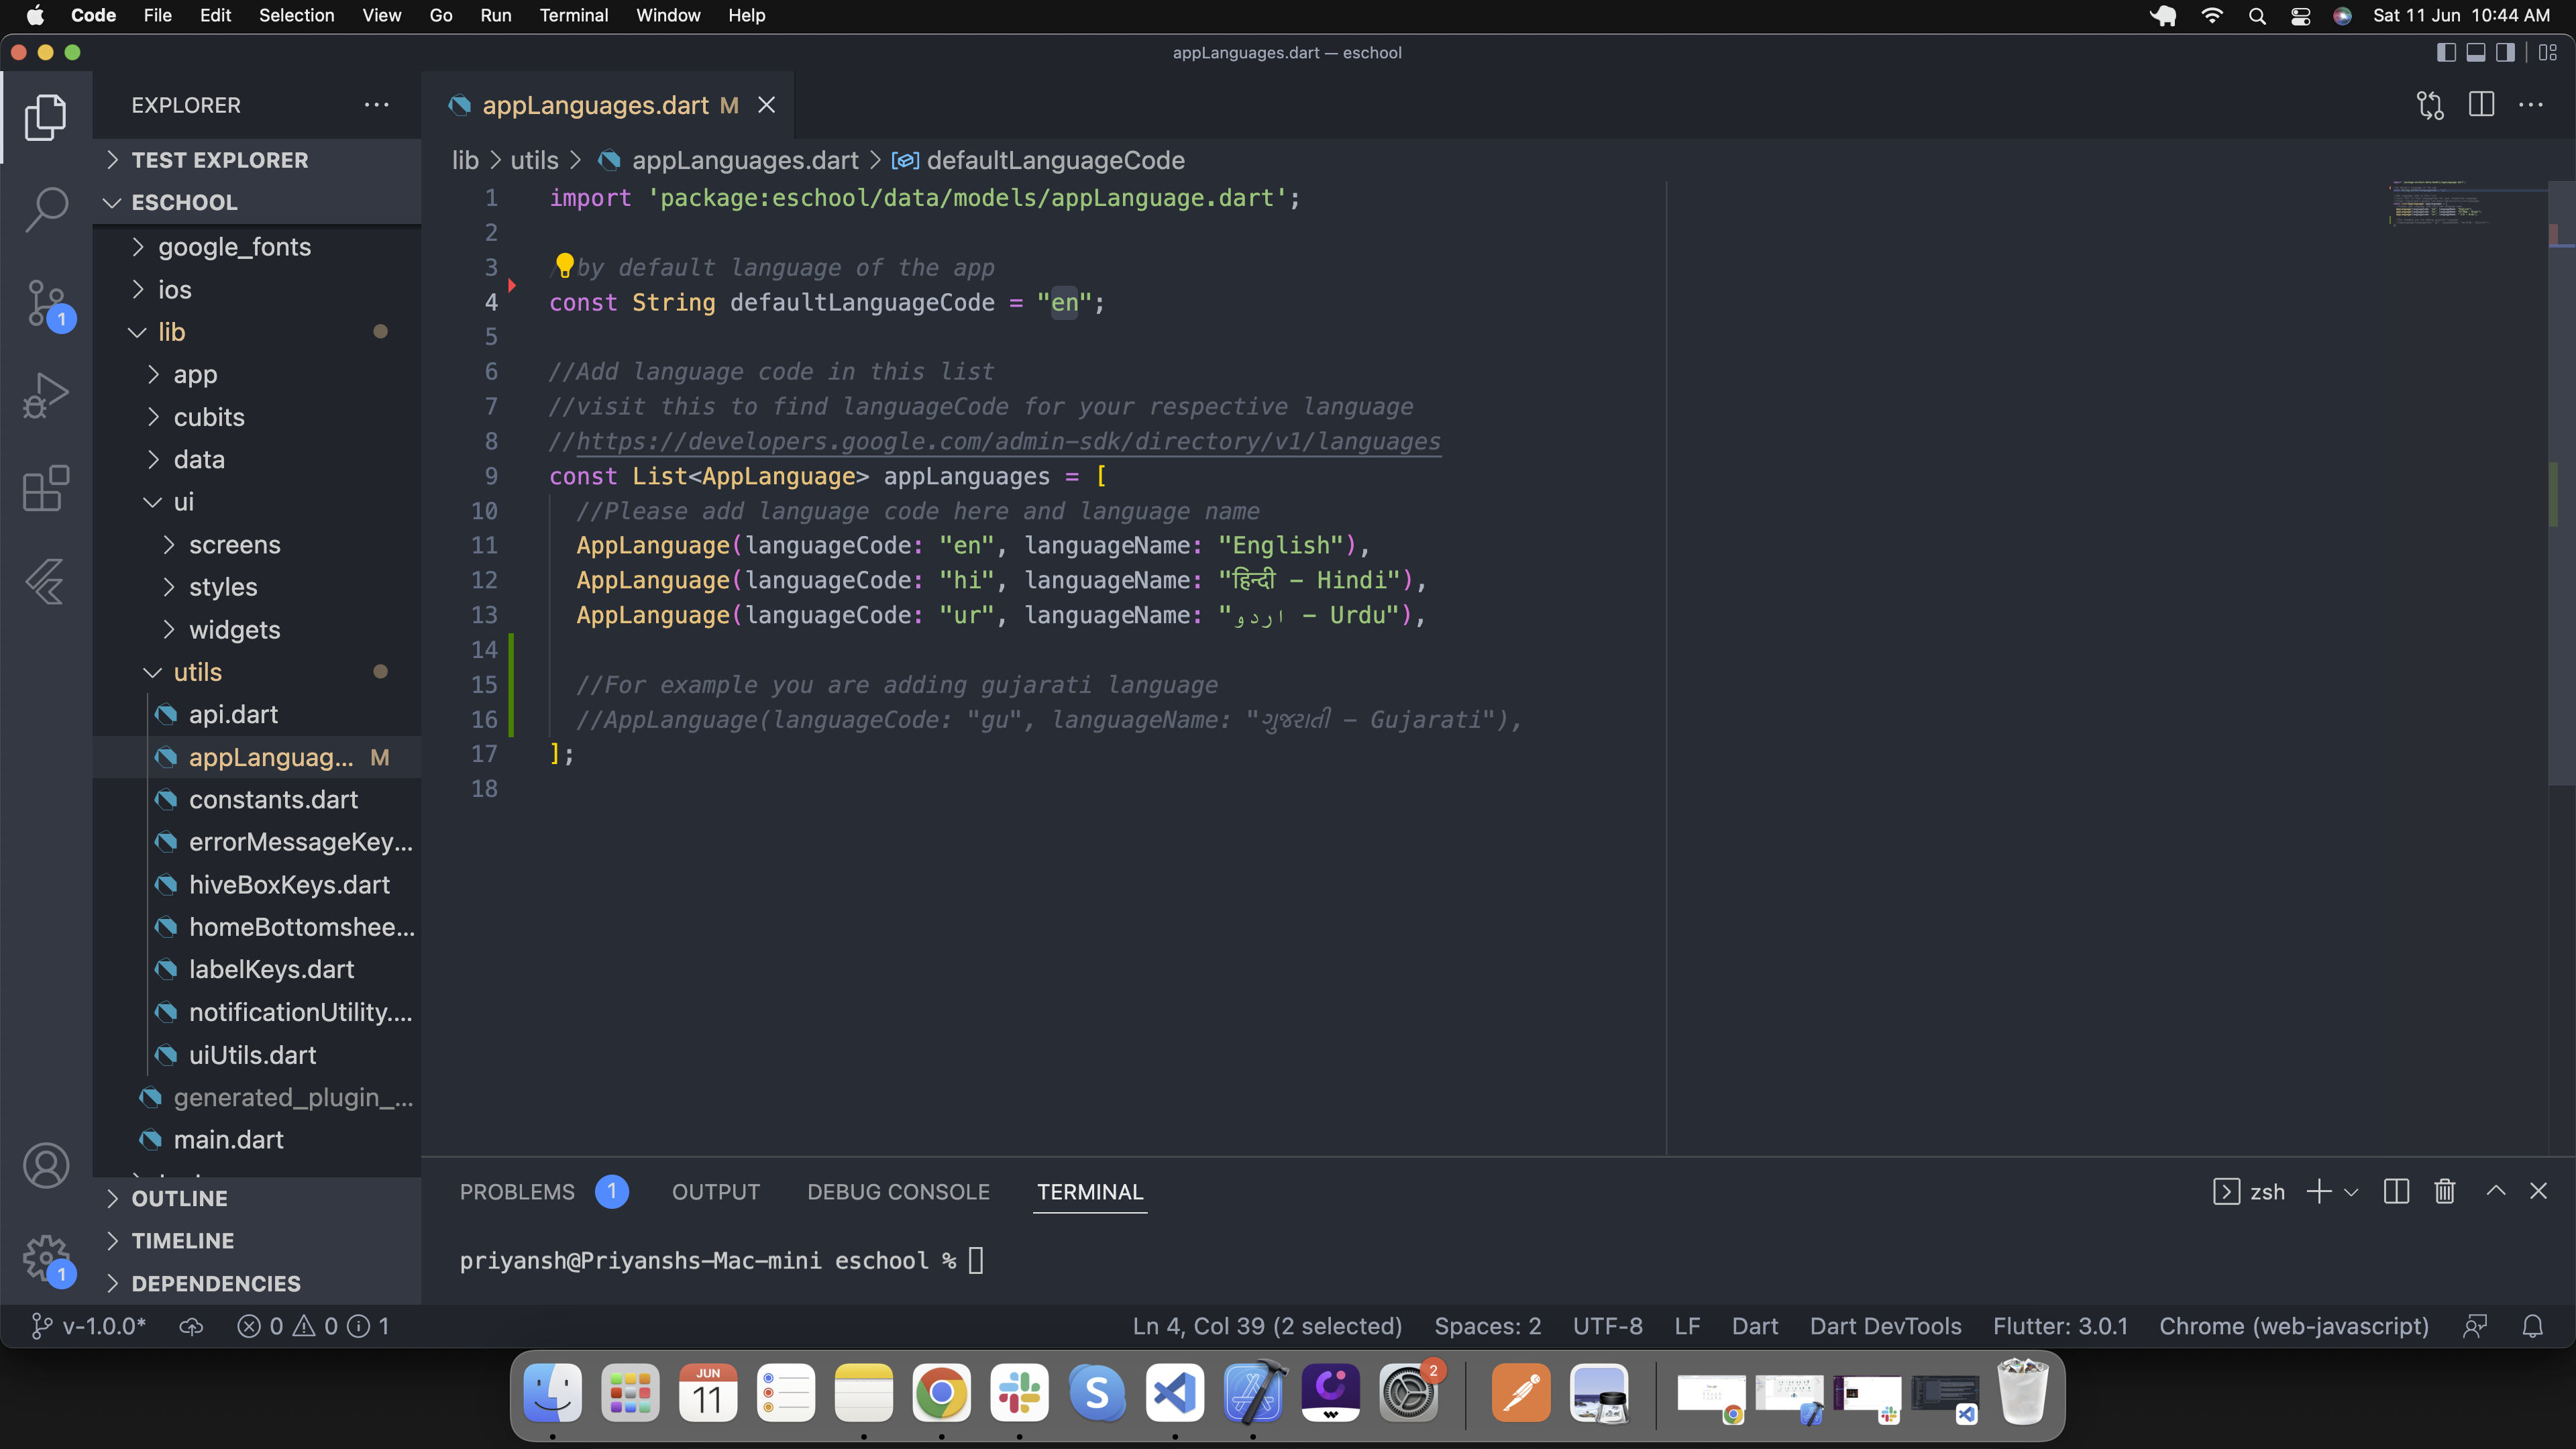 Code File Edit Selection View Go Run Terminal Window Help Sat 11 Jun 10:44 AM
appLanguages.dart — eschool
EXPLORER
TEST EXPLORER
ESCHOOL
google_fonts
ios
lib
app
cubits
data
ui
screens
styles
widgets
utils
api.dart
appLanguag... M
constants.dart
errorMessageKey...
hiveBoxKeys.dart
homeBottomshee...
labelKeys.dart
notificationUtility....
uiUtils.dart
generated_plugin_...
main.dart
OUTLINE
TIMELINE
DEPENDENCIES
1
1
appLanguages.dart M
lib > utils > appLanguages.dart > defaultLanguageCode
1 import 'package:eschool/data/models/appLanguage.dart';
2
3 /by default language of the app
4 const String defaultLanguageCode = "en";
5
6 //Add language code in this list
7 //visit this to find languageCode for your respective language
8 //https://developers.google.com/admin-sdk/directory/v1/languages
9 const List<AppLanguage> appLanguages = [
10 //Please add language code here and language name
11 AppLanguage(languageCode: "en", languageName: "English"),
12 AppLanguage(languageCode: "hi", languageName: "हिन्दी - Hindi"),
13 AppLanguage(languageCode: "ur", languageName: "اردو - Urdu"),
14
15 //For example you are adding gujarati language
16 //AppLanguage(languageCode: "gu", languageName: "ગુજરાતી - Gujarati"),
17 ];
18
PROBLEMS 1 OUTPUT DEBUG CONSOLE TERMINAL zsh
priyansh@Priyanshs-Mac-mini eschool %
v-1.0.0* 0 0 1 Ln 4, Col 39 (2 selected) Spaces: 2 UTF-8 LF Dart Dart DevTools Flutter: 3.0.1 Chrome (web-javascript)
JUN
11
S
2